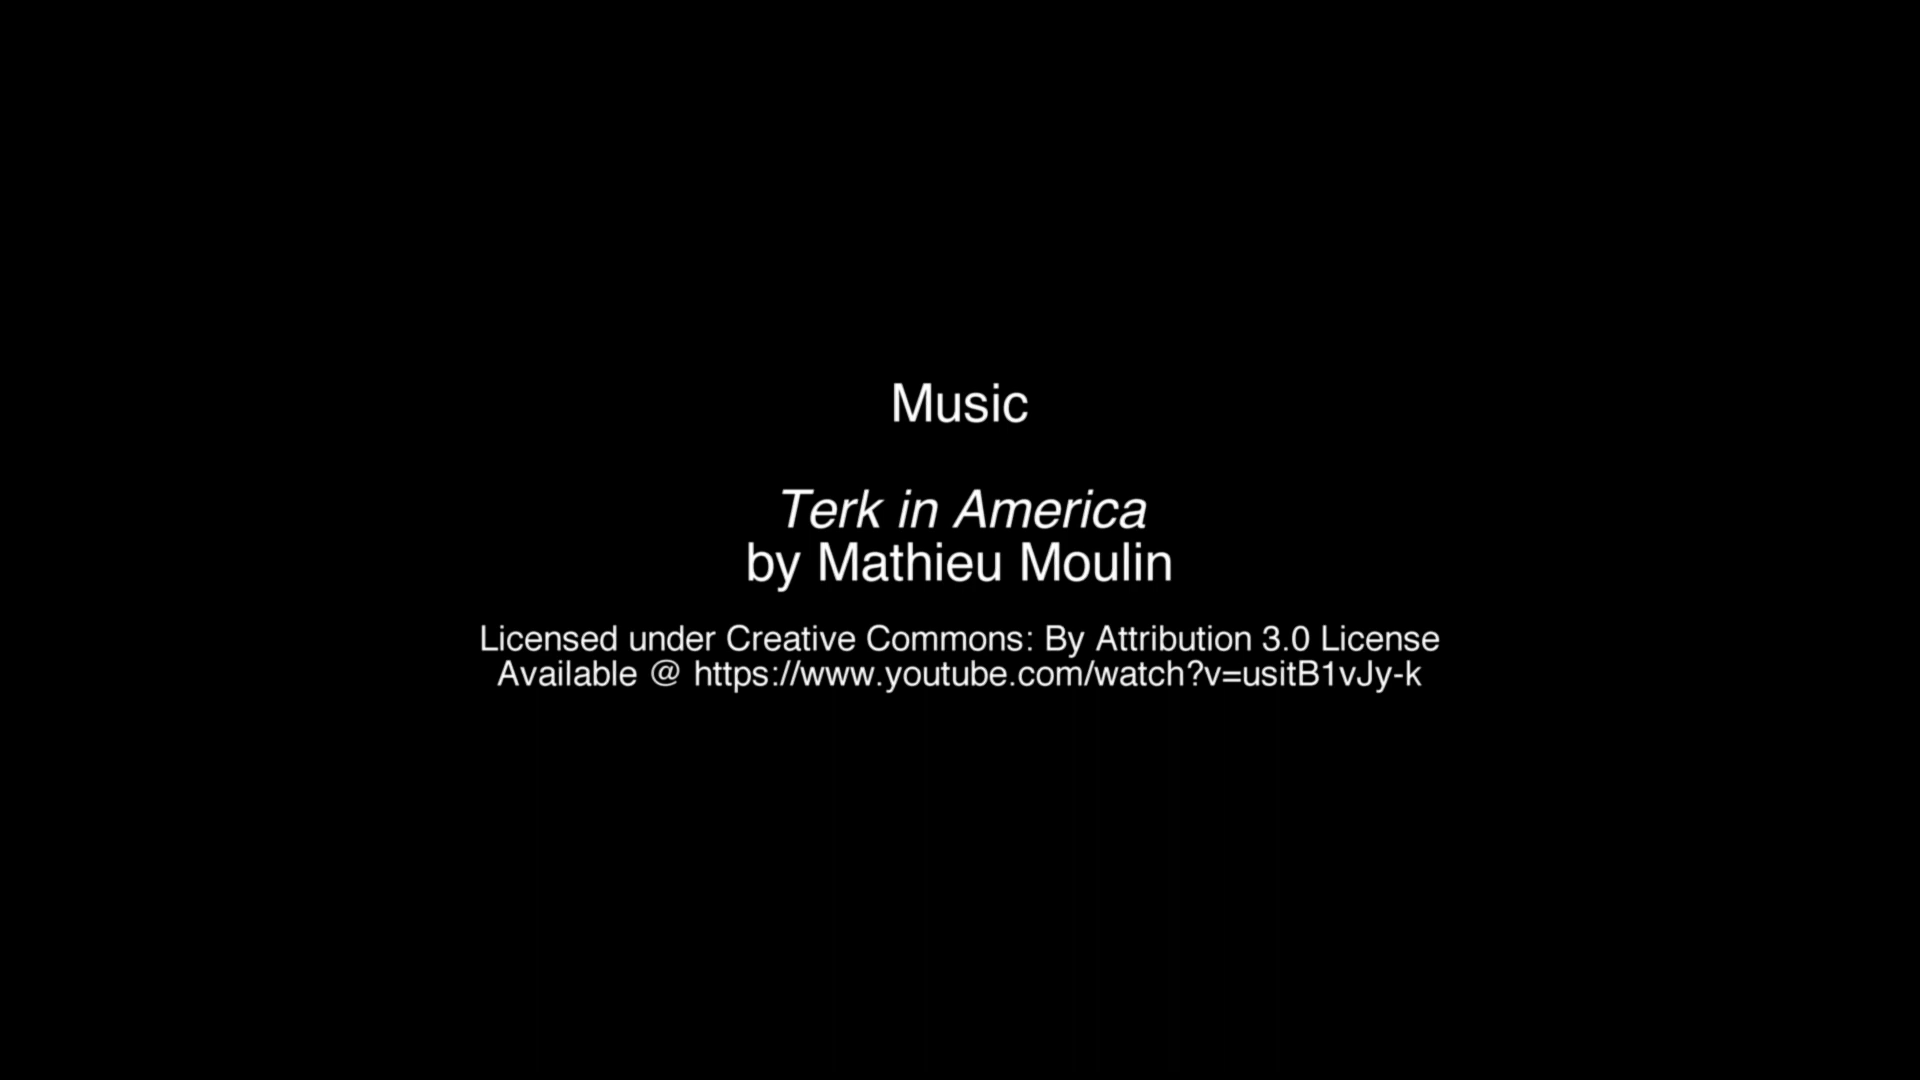 Music
Terk in America
by Mathieu Moulin
Licensed under Creative Commons: By Attribution 3.0 License
Available @ https://www.youtube.com/watch?v=usitB1vJy-k